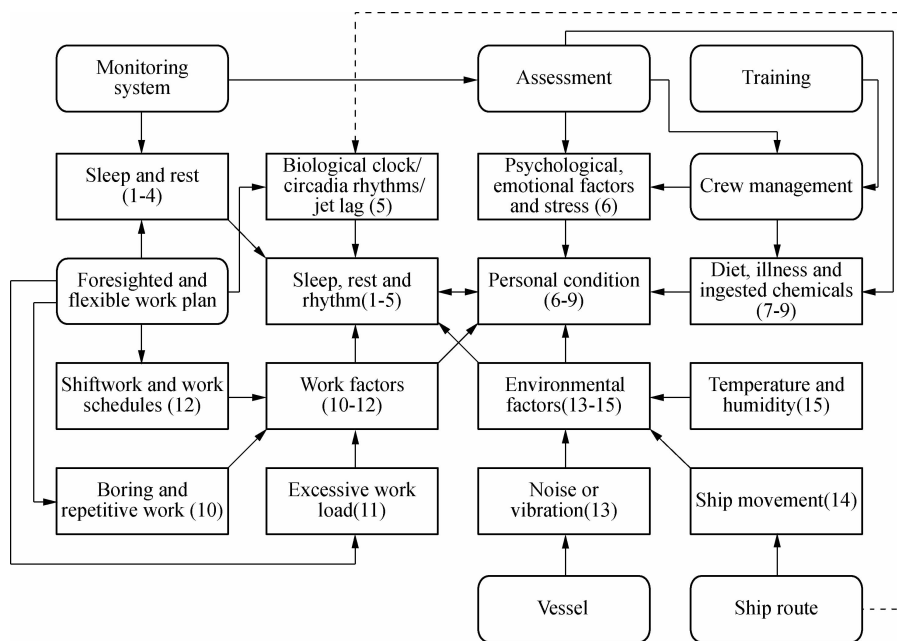 Monitoring
system
Assessment
Training
Sleep and rest
(1-4)
Biological clock/
circadia rhythms/
jet lag (5)
Psychological,
emotional factors
and stress (6)
Crew management
Foresighted and
flexible work plan
Sleep, rest and
rhythm(1-5)
Personal condition
(6-9)
Diet, illness and
ingested chemicals
(7-9)
Shiftwork and work
schedules (12)
Work factors
(10-12)
Environmental
factors(13-15)
Temperature and
humidity(15)
Boring and
repetitive work (10)
Excessive work
load(11)
Noise or
vibration(13)
Ship movement(14)
Vessel
Ship route